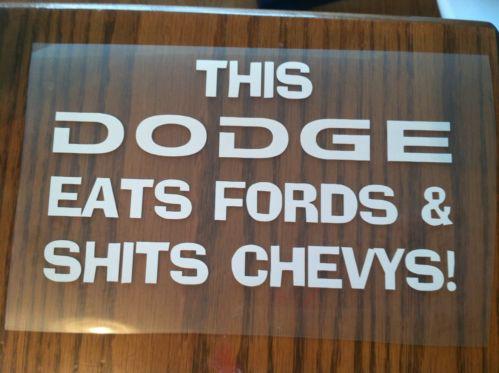 THIS
DODGE
EATS FORDS &
SHITS CHEVYS!